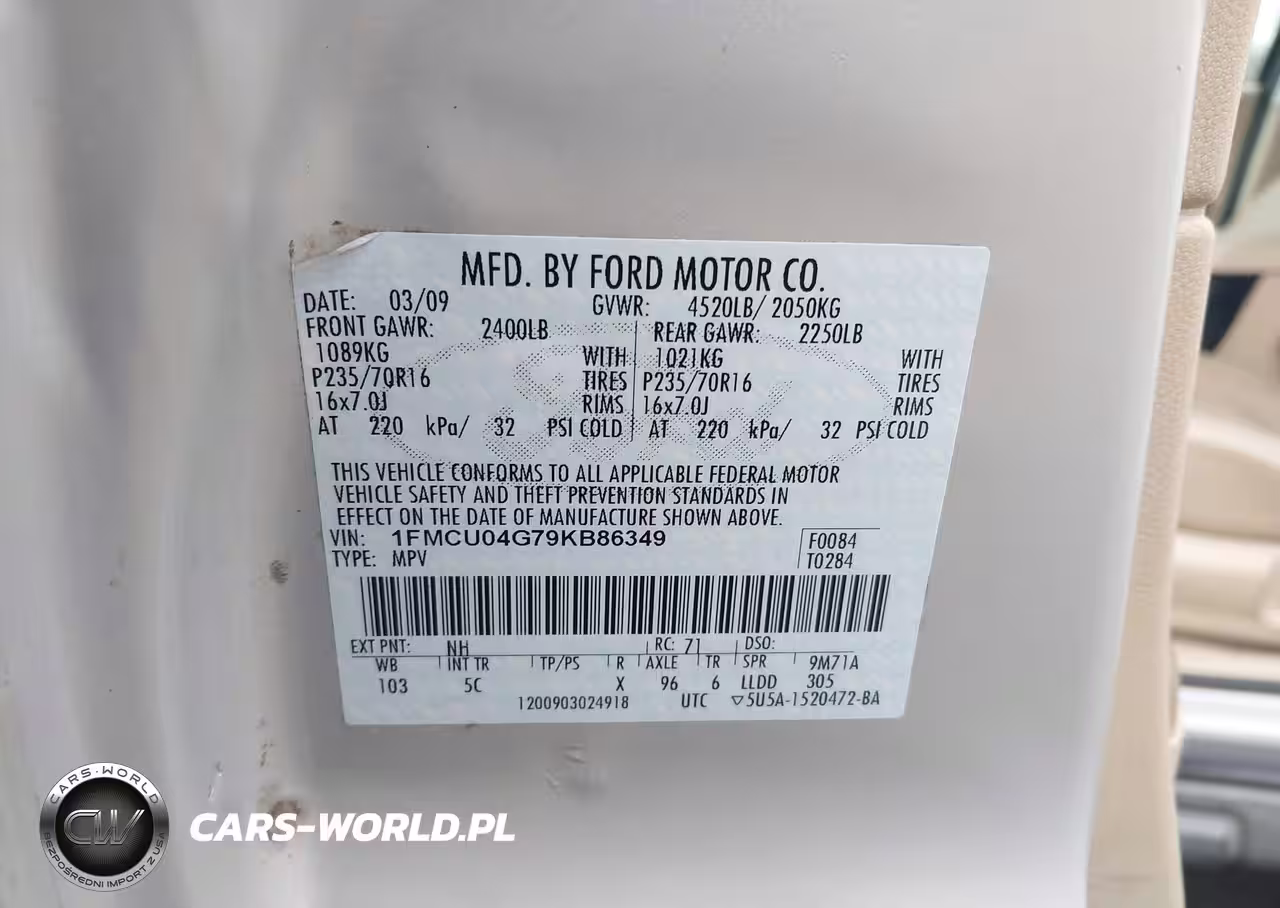 MFD. BY FORD MOTOR CO.
DATE: 03/09 GVWR: 4520LB/ 2050KG
FRONT GAWR: 2400LB REAR GAWR: 2250LB
1089KG WITH 1021KG WITH
P235/70R16 TIRES P235/70R16 TIRES
16x7.0J RIMS 16x7.0J RIMS
AT 220 kPa/ 32 PSI COLD AT 220 kPa/ 32 PSI COLD
THIS VEHICLE CONFORMS TO ALL APPLICABLE FEDERAL MOTOR
VEHICLE SAFETY AND THEFT PREVENTION STANDARDS IN
EFFECT ON THE DATE OF MANUFACTURE SHOWN ABOVE.
VIN: 1FMCU04G79KB86349 F0084
TYPE: MPV T0284
EXT PNT: NH RC: 71 DSO:
WB INT TR TP/PS R AXLE TR SPR 9M71A
103 5C X 96 6 LLDD 305
1200903024918 UTC ▽5U5A-1520472-BA
CARS-WORLD
CW
BEZPOŚREDNI IMPORT Z USA
CARS-WORLD.PL